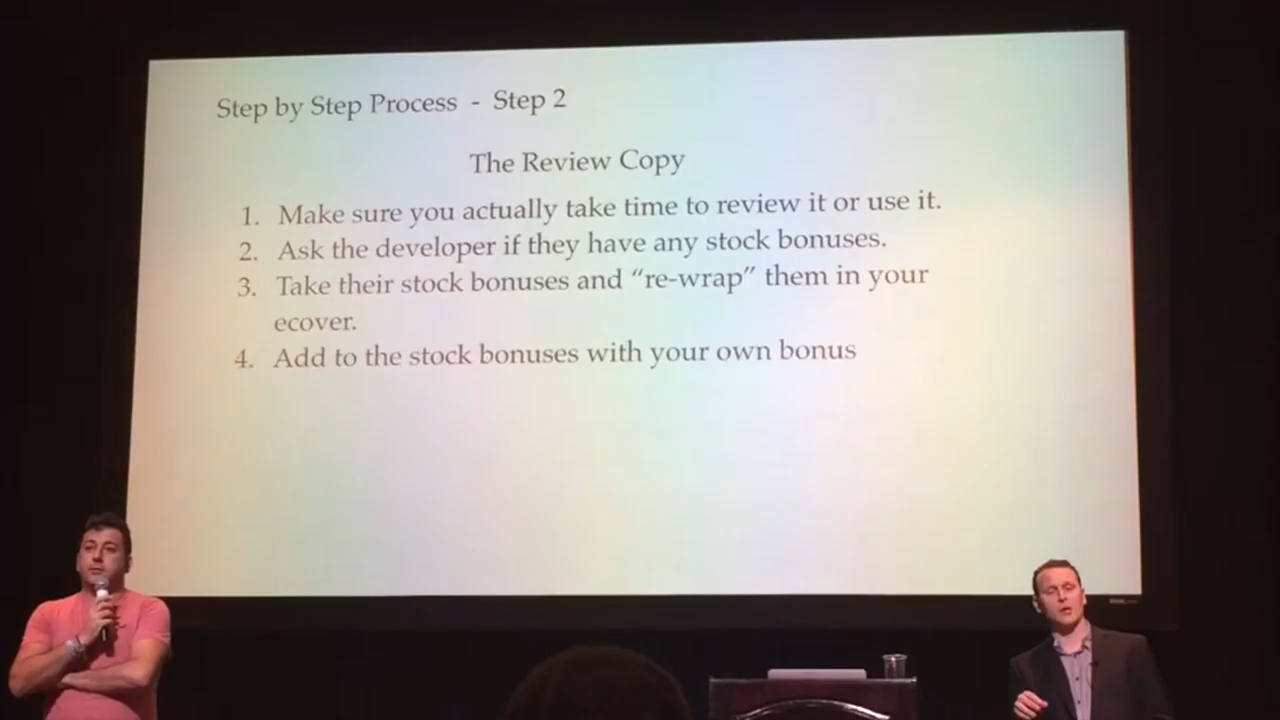 Step by Step Process - Step 2
The Review Copy
1. Make sure you actually take time to review it or use it.
2. Ask the developer if they have any stock bonuses.
3. Take their stock bonuses and “re-wrap” them in your
ecover.
4. Add to the stock bonuses with your own bonus